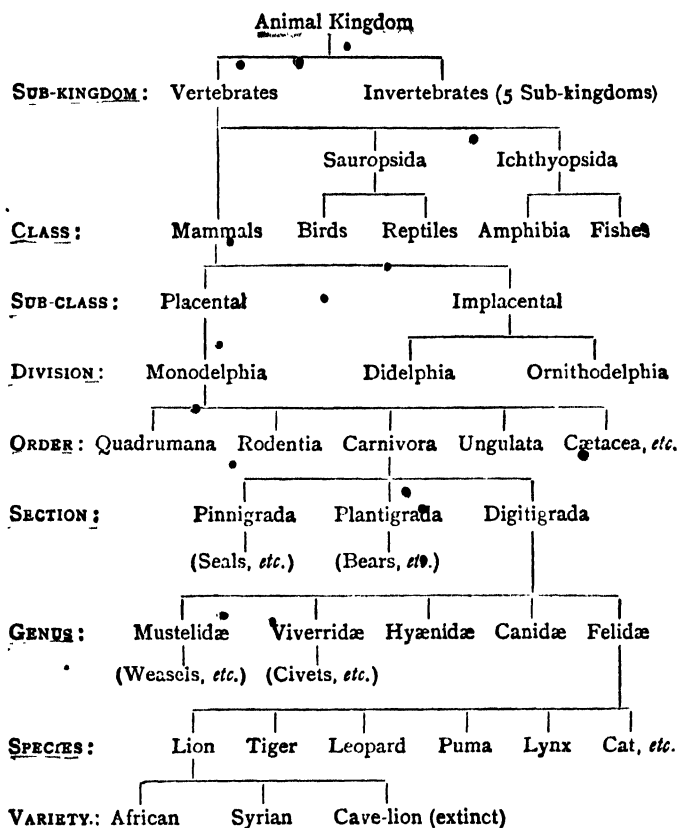 Animal Kingdom
SUB-KINGDOM: Vertebrates Invertebrates (5 Sub-kingdoms)
Sauropsida Ichthyopsida
CLASS: Mammals Birds Reptiles Amphibia Fishes
SUB-CLASS: Placental Implacental
DIVISION: Monodelphia Didelphia Ornithodelphia
ORDER: Quadrumana Rodentia Carnivora Ungulata Cætacea, etc.
SECTION: Pinnigrada Plantigrada Digitigrada
(Seals, etc.) (Bears, etc.)
GENUS: Mustelidæ Viverridæ Hyænidæ Canidæ Felidæ
(Weasels, etc.) (Civets, etc.)
SPECIES: Lion Tiger Leopard Puma Lynx Cat, etc.
VARIETY.: African Syrian Cave-lion (extinct)